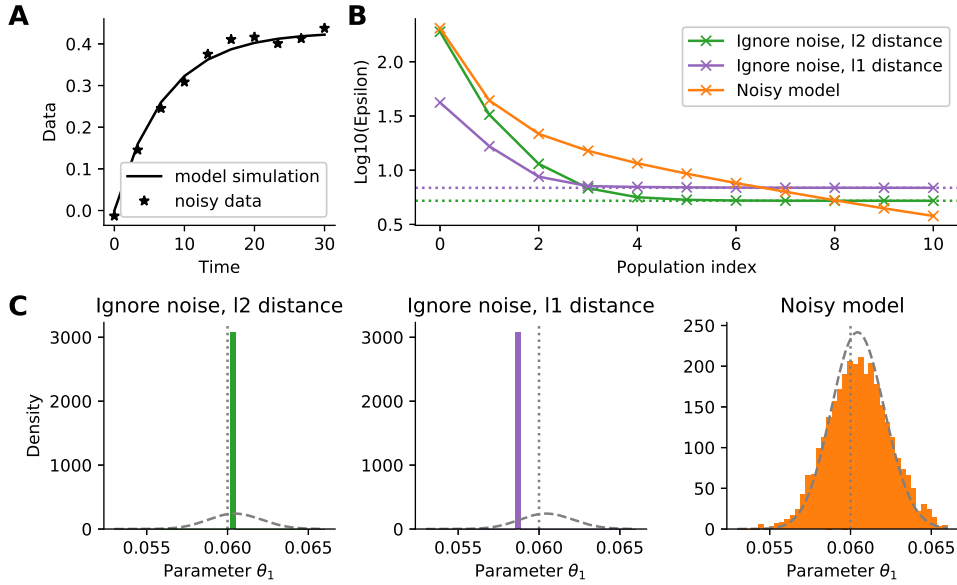 A
0.4
0.3
0.2
0.1
0.0
Data
model simulation
noisy data
0
10
20
30
Time
B
2.0
1.5
1.0
0.5
Log10(Epsilon)
Ignore noise, l2 distance
Ignore noise, l1 distance
Noisy model
0
2
4
6
8
10
Population index
C
Ignore noise, l2 distance
3000
2000
1000
0
Density
0.055
0.060
0.065
Parameter θ1
Ignore noise, l1 distance
3000
2000
1000
0
0.055
0.060
0.065
Parameter θ1
Noisy model
250
200
150
100
50
0
0.055
0.060
0.065
Parameter θ1